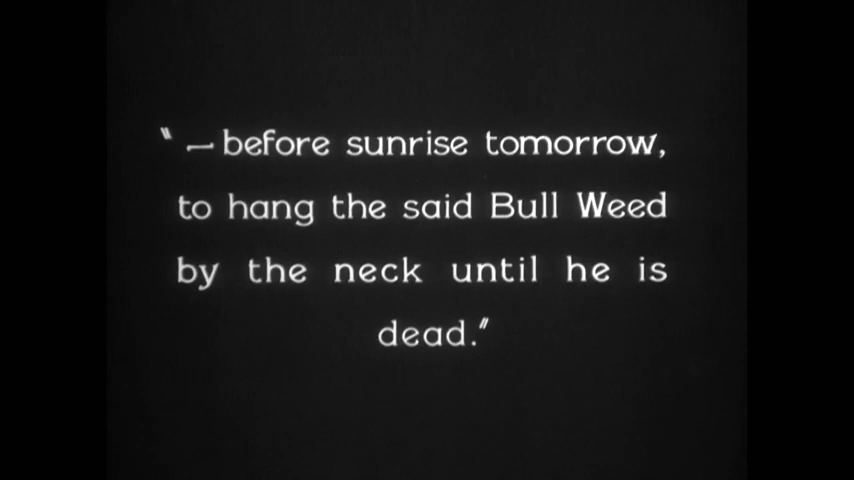 "—before sunrise tomorrow,
to hang the said Bull Weed
by the neck until he is
dead."